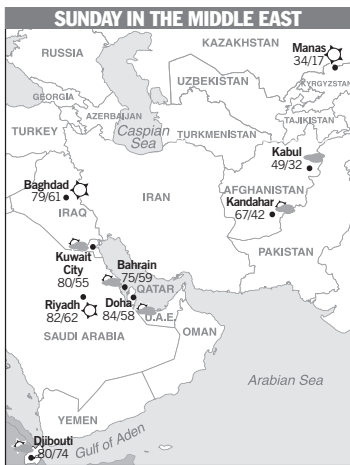 SUNDAY IN THE MIDDLE EAST
RUSSIA
KAZAKHSTAN
Manas
34/17
UZBEKISTAN
KYRGYZSTAN
GEORGIA
AZERBAIJAN
Caspian
Sea
TURKEY
TURKMENISTAN
TAJIKISTAN
Kabul
49/32
Baghdad
79/61
IRAQ
IRAN
AFGHANISTAN
Kandahar
67/42
PAKISTAN
Kuwait
City
80/55
Bahrain
75/59
QATAR
Riyadh
82/62
Doha
84/58
U.A.E.
SAUDI ARABIA
OMAN
Arabian Sea
YEMEN
Djibouti
80/74
Gulf of Aden